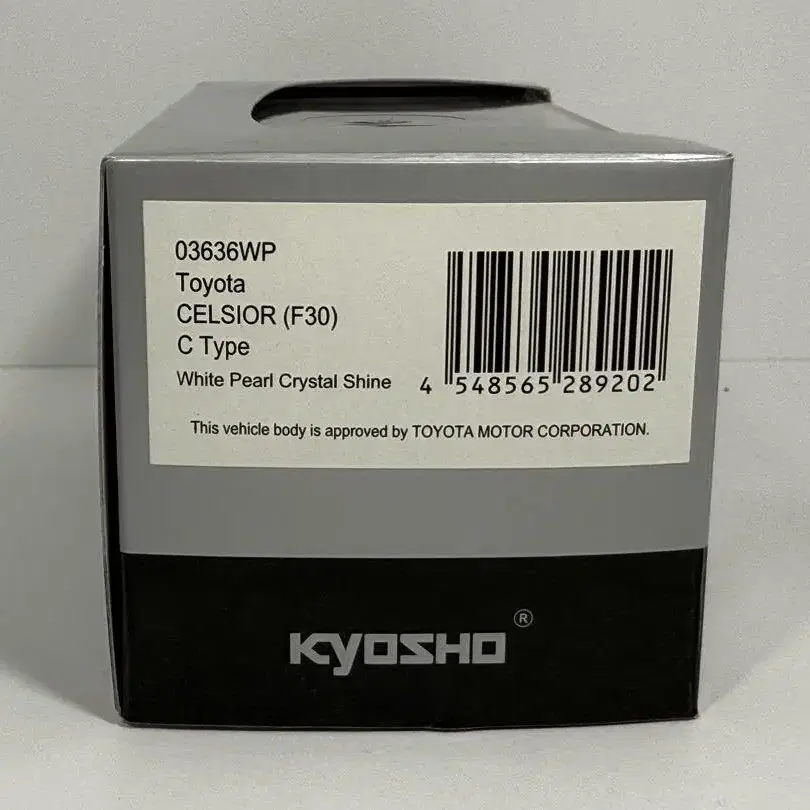 03636WP
Toyota
CELSIOR (F30)
C Type
White Pearl Crystal Shine
4 548565 289202
This vehicle body is approved by TOYOTA MOTOR CORPORATION.
KYOSHO®